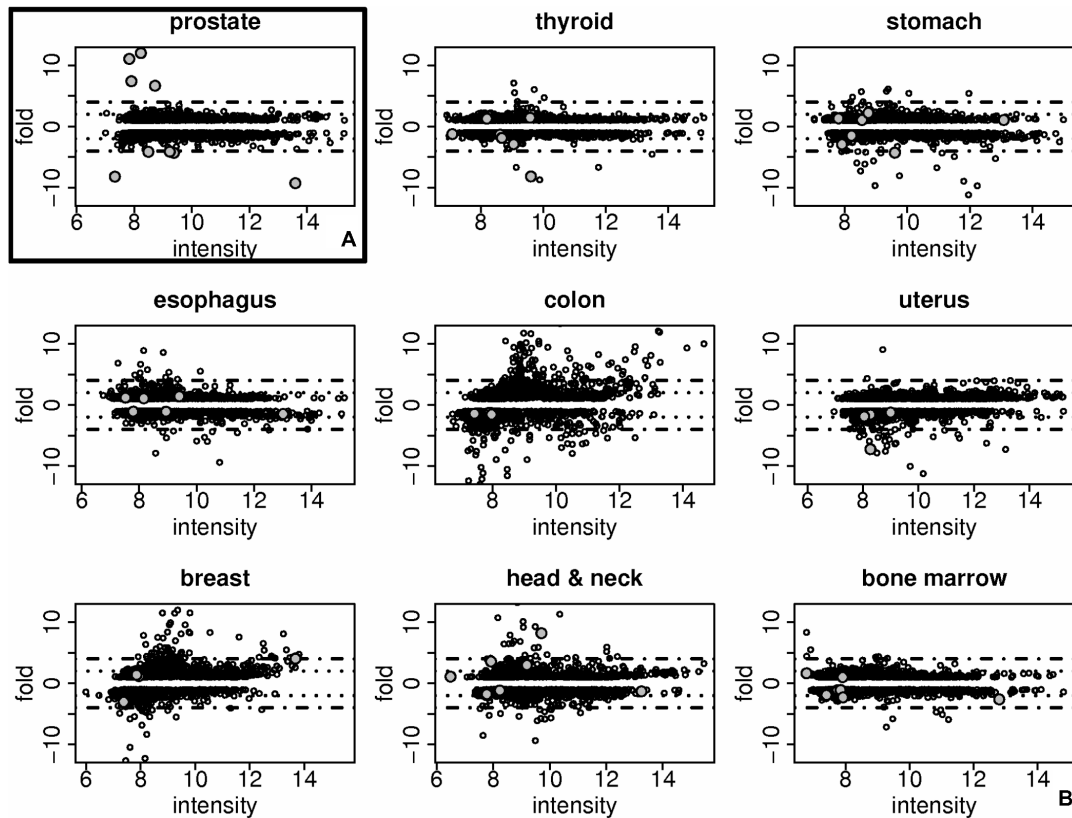 prostate
thyroid
stomach
fold
−10
0
10
6
8
10
12
14
intensity
A
fold
−10
0
10
8
10
12
14
intensity
fold
−10
0
10
8
10
12
14
intensity
esophagus
colon
uterus
fold
−10
0
10
6
8
10
12
14
intensity
fold
−10
0
10
8
10
12
14
intensity
fold
−10
0
10
6
8
10
12
14
intensity
breast
head & neck
bone marrow
fold
−10
0
10
6
8
10
12
14
intensity
fold
−10
0
10
6
8
10
12
14
intensity
fold
−10
0
10
8
10
12
14
intensity
B